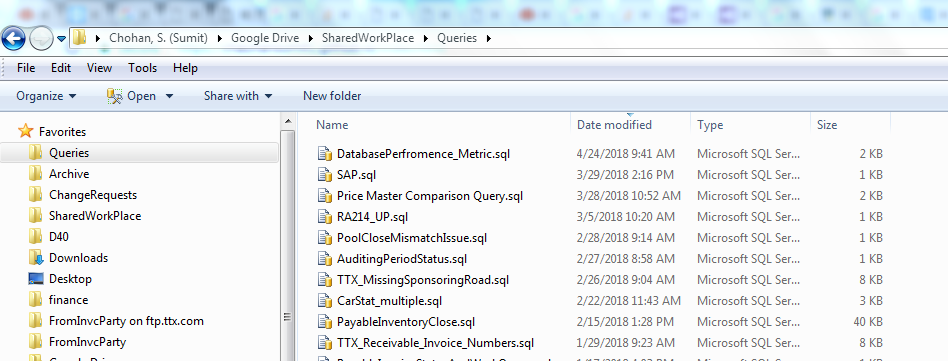 Chohan, S. (Sumit) Google Drive SharedWorkPlace Queries
File Edit View Tools Help
Organize Open Share with New folder
Favorites
Queries
Archive
ChangeRequests
SharedWorkPlace
D40
Downloads
Desktop
finance
FromInvcParty on ftp.ttx.com
FromInvcParty
Name Date modified Type Size
DatabasePerfromence_Metric.sql 4/24/2018 9:41 AM Microsoft SQL Ser... 2 KB
SAP.sql 3/29/2018 2:16 PM Microsoft SQL Ser... 1 KB
Price Master Comparison Query.sql 3/28/2018 10:52 AM Microsoft SQL Ser... 2 KB
RA214_UP.sql 3/5/2018 10:20 AM Microsoft SQL Ser... 1 KB
PoolCloseMismatchIssue.sql 2/28/2018 9:14 AM Microsoft SQL Ser... 1 KB
AuditingPeriodStatus.sql 2/27/2018 8:58 AM Microsoft SQL Ser... 1 KB
TTX_MissingSponsoringRoad.sql 2/26/2018 9:04 AM Microsoft SQL Ser... 8 KB
CarStat_multiple.sql 2/22/2018 11:43 AM Microsoft SQL Ser... 3 KB
PayableInventoryClose.sql 2/15/2018 1:28 PM Microsoft SQL Ser... 40 KB
TTX_Receivable_Invoice_Numbers.sql 1/29/2018 9:23 AM Microsoft SQL Ser... 8 KB